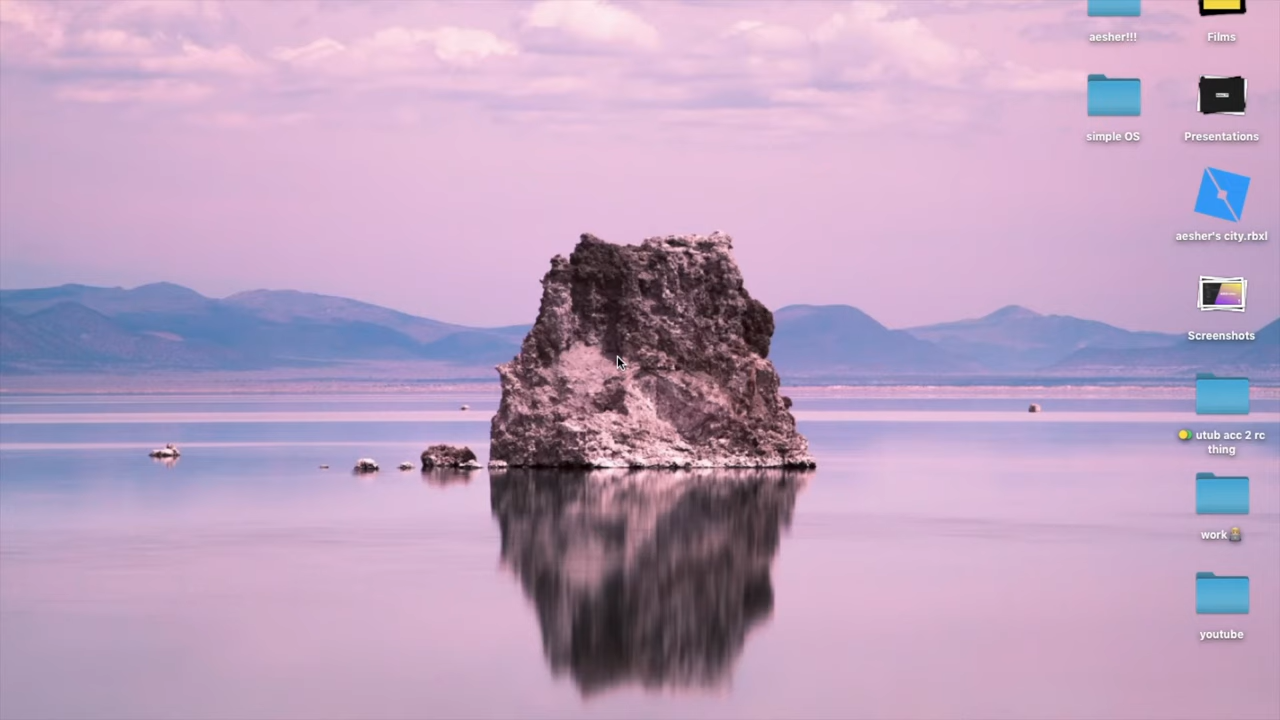 aesher!!!
Films
simple OS
Presentations
aesher's city.rbxl
Screenshots
utub acc 2 rc
thing
work
youtube